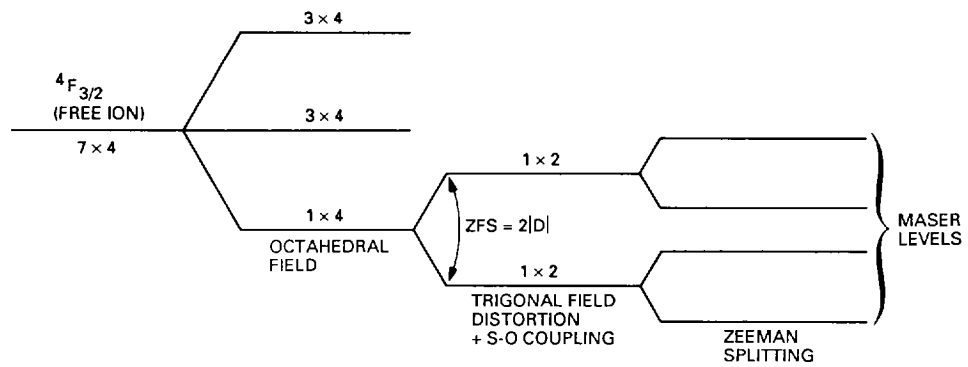 3 × 4
⁴F₃/₂
(FREE ION)
7 × 4
3 × 4
1 × 4
OCTAHEDRAL
FIELD
1 × 2
ZFS = 2|D|
1 × 2
TRIGONAL FIELD
DISTORTION
+ S-O COUPLING
ZEEMAN
SPLITTING
MASER
LEVELS